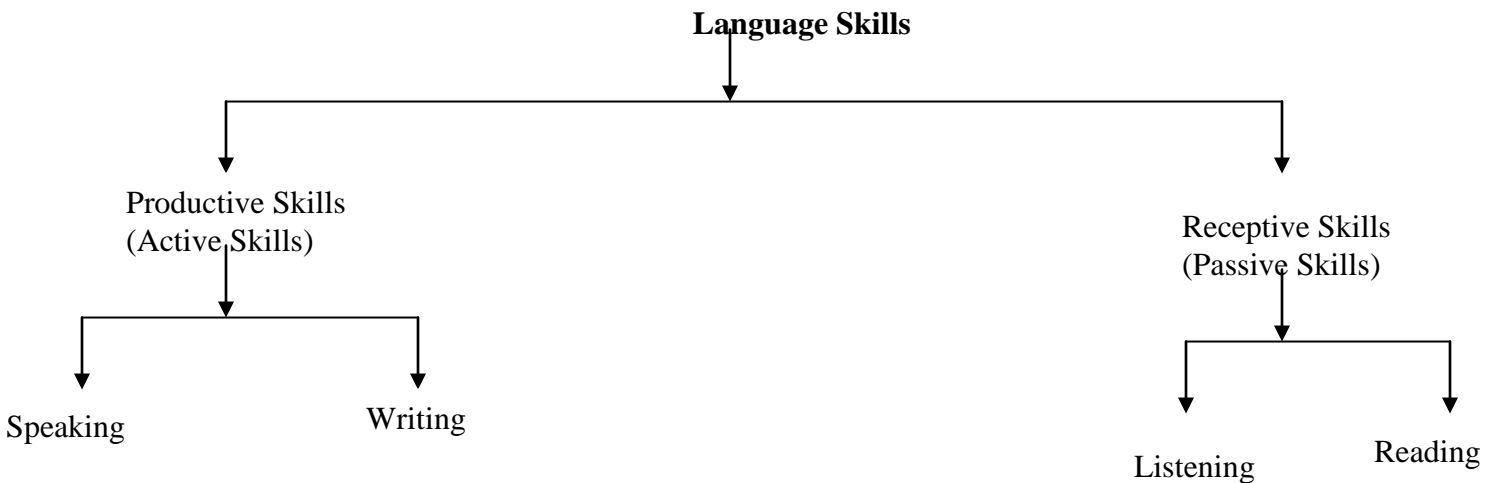 Language Skills
Productive Skills
(Active Skills)
Receptive Skills
(Passive Skills)
Speaking
Writing
Listening
Reading